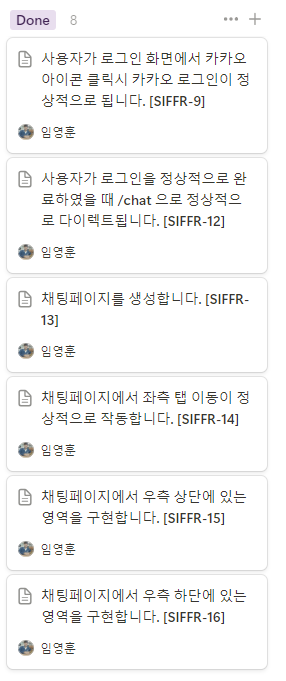 Done 8
사용자가 로그인 화면에서 카카오
아이콘 클릭시 카카오 로그인이 정
상적으로 됩니다. [SIFFR-9]
임영훈
사용자가 로그인을 정상적으로 완
료하였을 때 /chat 으로 정상적으
로 다이렉트됩니다. [SIFFR-12]
임영훈
채팅페이지를 생성합니다. [SIFFR-
13]
임영훈
채팅페이지에서 좌측 탭 이동이 정
상적으로 작동합니다. [SIFFR-14]
임영훈
채팅페이지에서 우측 상단에 있는
영역을 구현합니다. [SIFFR-15]
임영훈
채팅페이지에서 우측 하단에 있는
영역을 구현합니다. [SIFFR-16]
임영훈